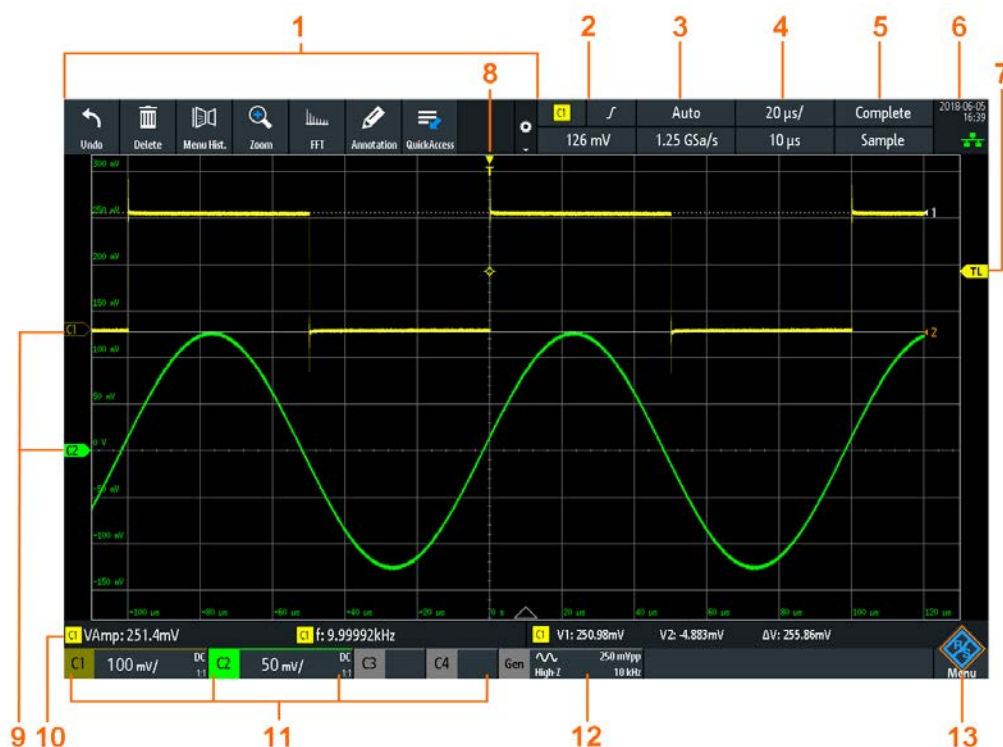 1 2 3 4 5 6
7
8
C1 Auto 20 µs/ Complete 2018-06-05
16:39
Undo Delete Menu Hist. Zoom FFT Annotation QuickAccess
126 mV 1.25 GSa/s 10 µs Sample
T
300 mV
250 mV
1
200 mV
TL
150 mV
C1
2
100 mV
50 mV
C2
0 V
-50 mV
-100 mV
-150 mV
-100 µs -80 µs -60 µs -40 µs -20 µs 0 s 20 µs 40 µs 60 µs 80 µs 100 µs 120 µs
C1 VAmp: 251.4mV C1 f: 9.99992kHz C1 V1: 250.98mV V2: -4.883mV ΔV: 255.86mV
C1 100 mV/ DC 1:1 C2 50 mV/ DC 1:1 C3 C4 Gen High-Z 250 mVpp 10 kHz
R/S
Menu
9 10 11 12 13